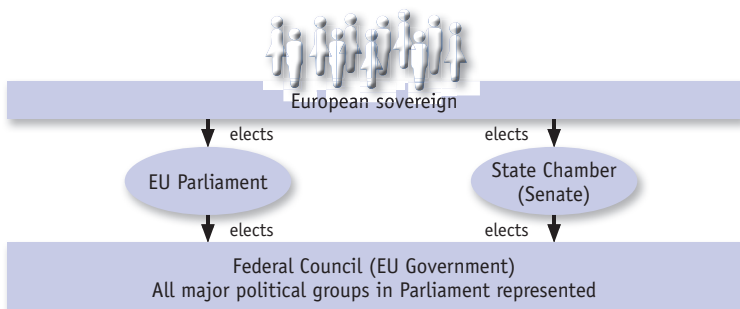 European sovereign
elects
elects
EU Parliament
State Chamber
(Senate)
elects
elects
Federal Council (EU Government)
All major political groups in Parliament represented